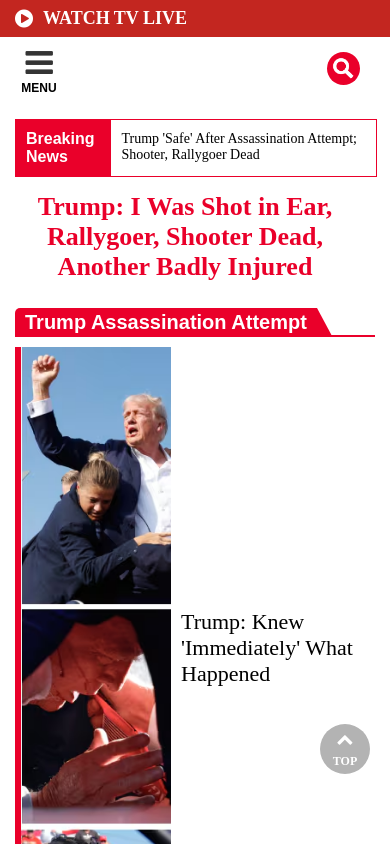 WATCH TV LIVE
MENU
Breaking
News
Trump 'Safe' After Assassination Attempt;
Shooter, Rallygoer Dead
Trump: I Was Shot in Ear,
Rallygoer, Shooter Dead,
Another Badly Injured
Trump Assassination Attempt
Trump: Knew
'Immediately' What
Happened
TOP